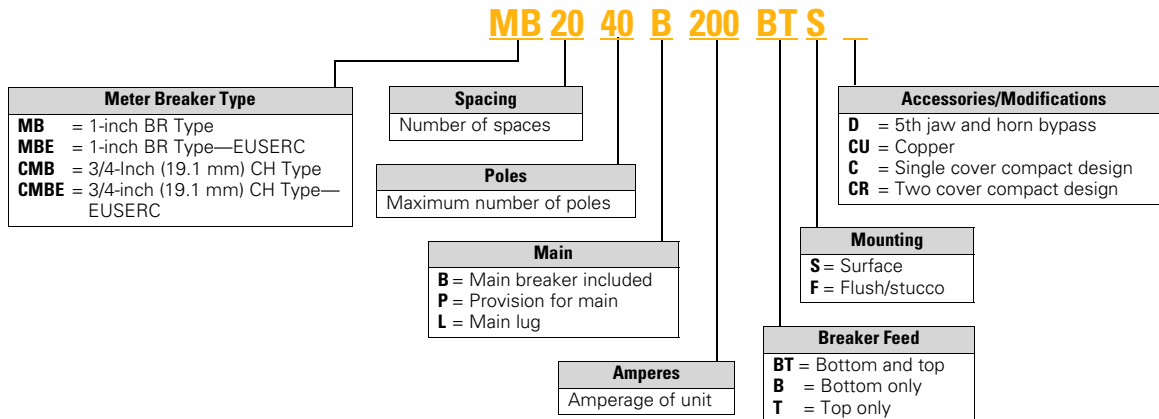 MB 20 40 B 200 BT S _
Meter Breaker Type
MB = 1-inch BR Type
MBE = 1-inch BR Type—EUSERC
CMB = 3/4-Inch (19.1 mm) CH Type
CMBE = 3/4-inch (19.1 mm) CH Type—
EUSERC
Spacing
Number of spaces
Poles
Maximum number of poles
Main
B = Main breaker included
P = Provision for main
L = Main lug
Amperes
Amperage of unit
Accessories/Modifications
D = 5th jaw and horn bypass
CU = Copper
C = Single cover compact design
CR = Two cover compact design
Mounting
S = Surface
F = Flush/stucco
Breaker Feed
BT = Bottom and top
B = Bottom only
T = Top only